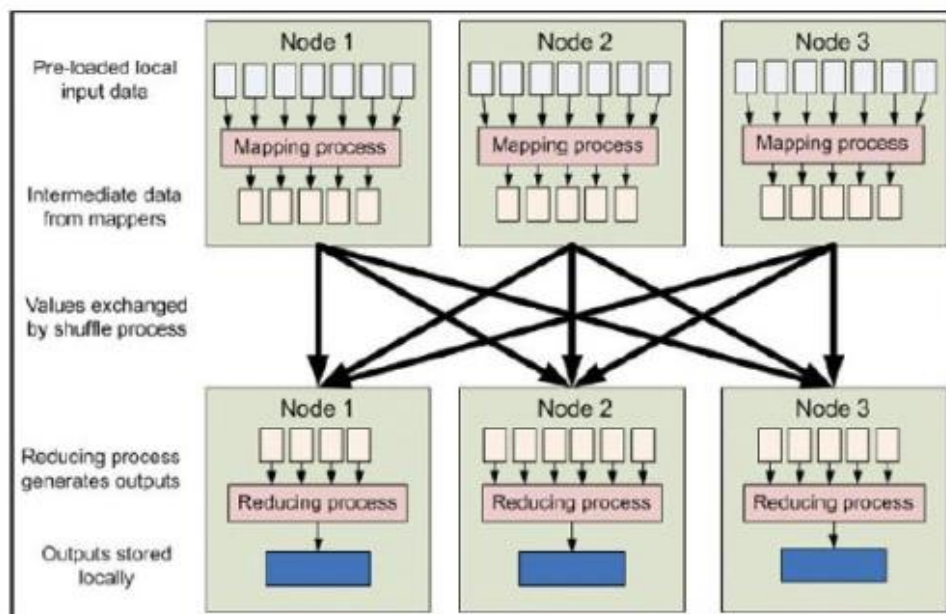 Node 1
Node 2
Node 3
Pre-loaded local
input data
Mapping process
Mapping process
Mapping process
Intermediate data
from mappers
Values exchanged
by shuffle process
Node 1
Node 2
Node 3
Reducing process
generates outputs
Reducing process
Reducing process
Reducing process
Outputs stored
locally